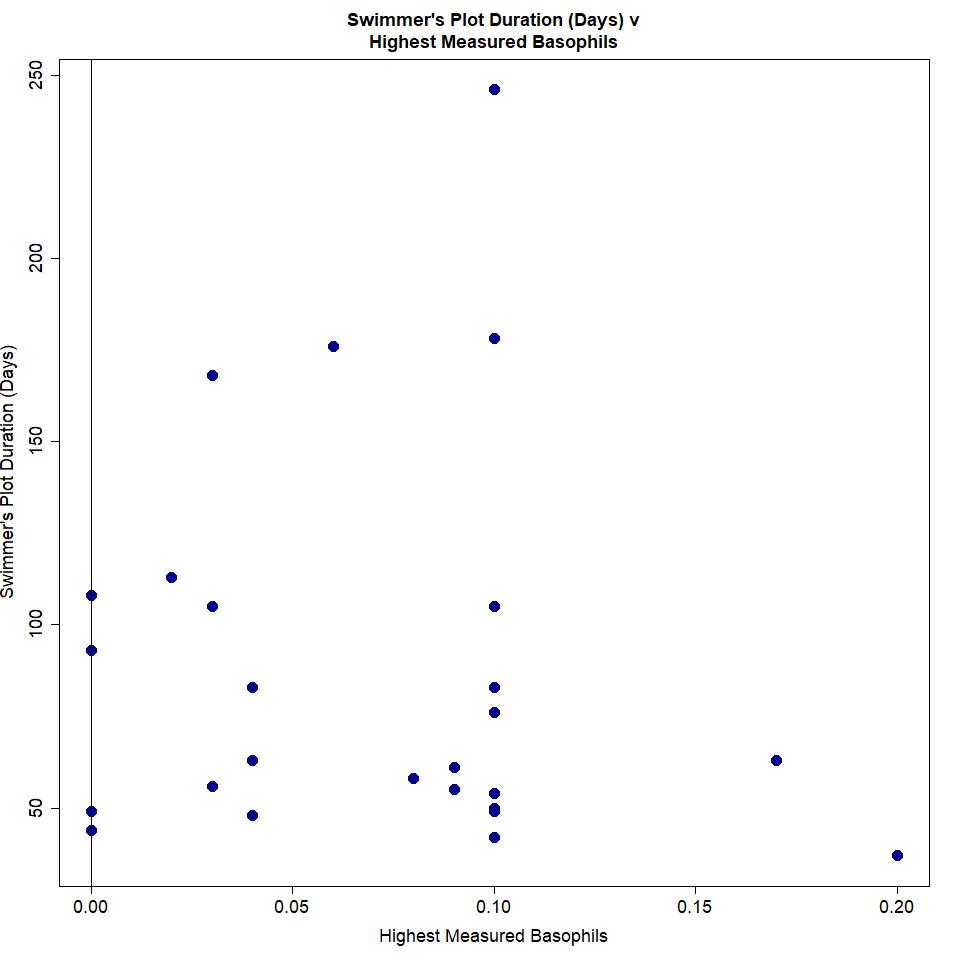 Swimmer's Plot Duration (Days) v
Highest Measured Basophils
Swimmer's Plot Duration (Days)
250
200
150
100
50
0.00
0.05
0.10
0.15
0.20
Highest Measured Basophils